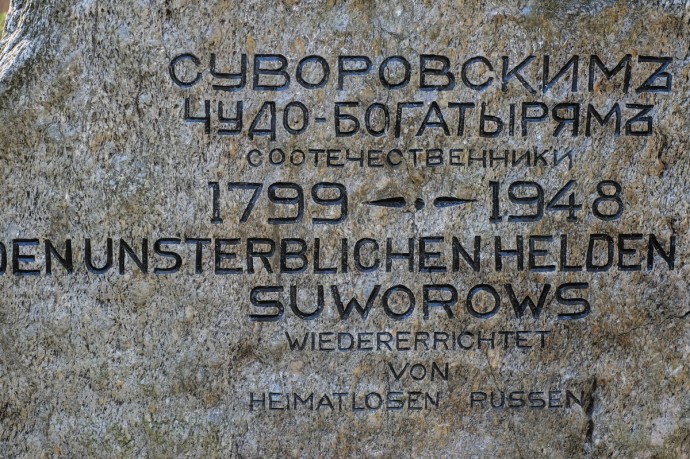 СУВОРОВСКИМЪ
ЧУДО-БОГАТЫРЯМЪ
СООТЕЧЕСТВЕННИКИ
1799 - · - 1948
DEN UNSTERBLICHEN HELDEN
SUWOROWS
WIEDERERRICHTET
VON
HEIMATLOSEN RUSSEN